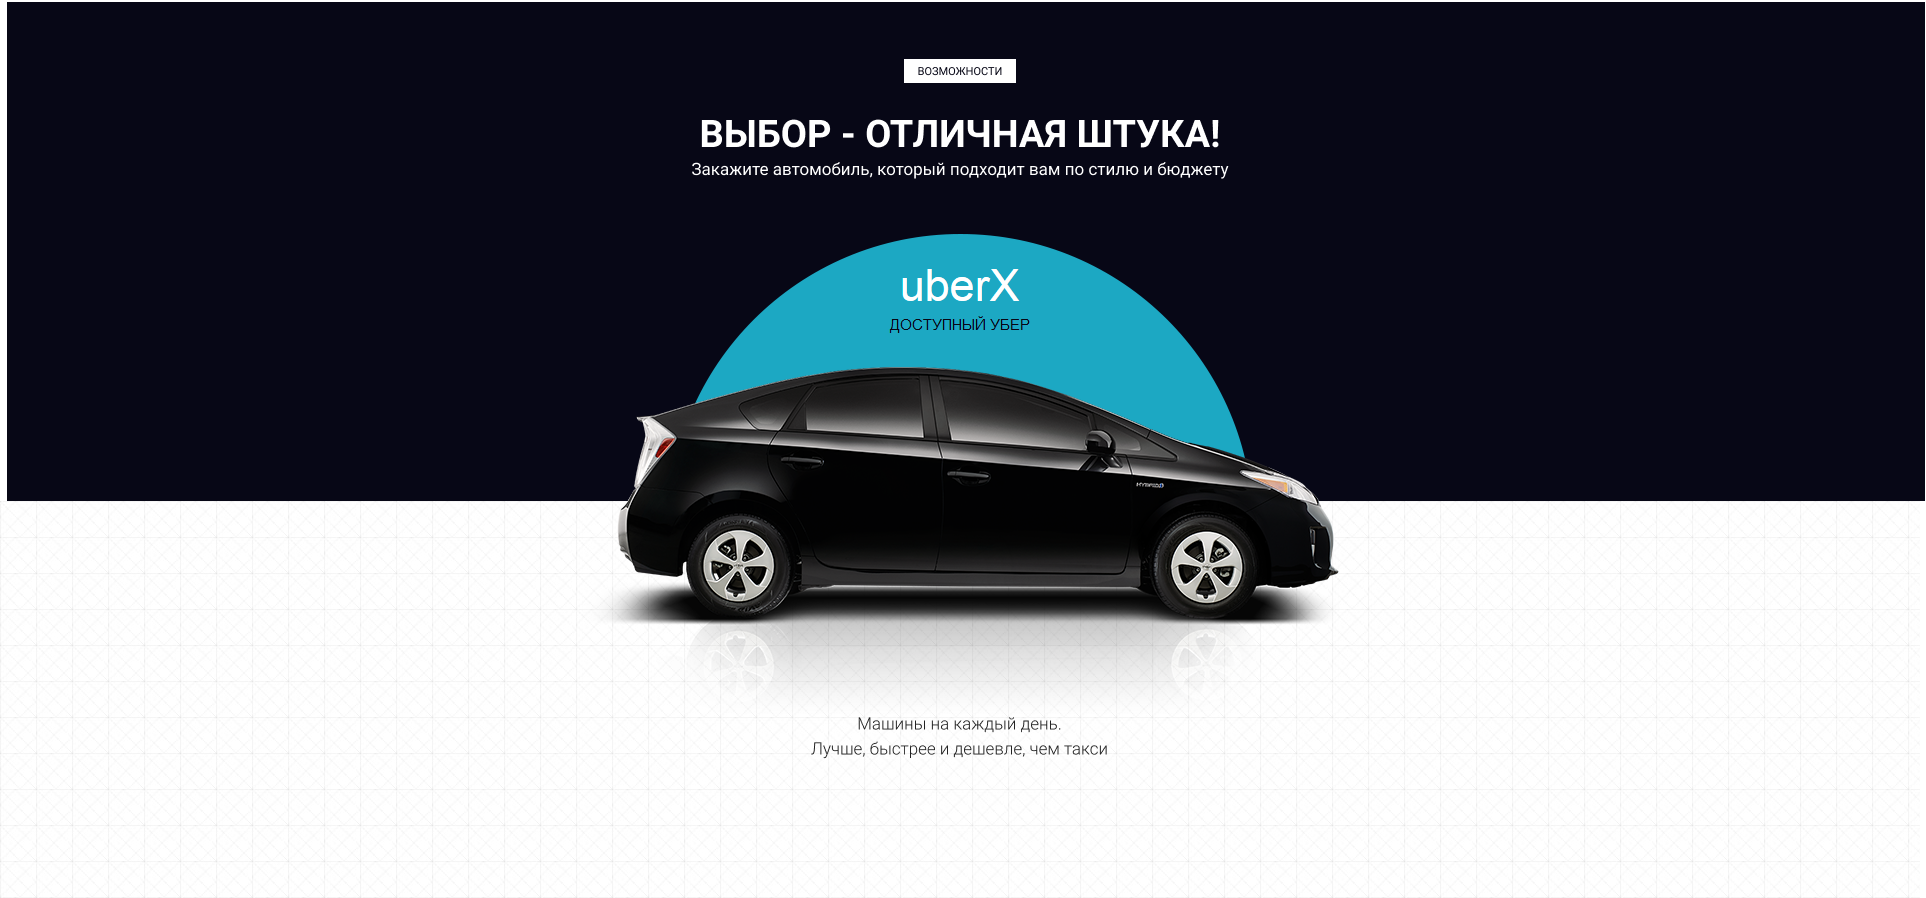 ВОЗМОЖНОСТИ
ВЫБОР - ОТЛИЧНАЯ ШТУКА!
Закажите автомобиль, который подходит вам по стилю и бюджету
uberX
ДОСТУПНЫЙ УБЕР
HYBRID
Машины на каждый день.
Лучше, быстрее и дешевле, чем такси